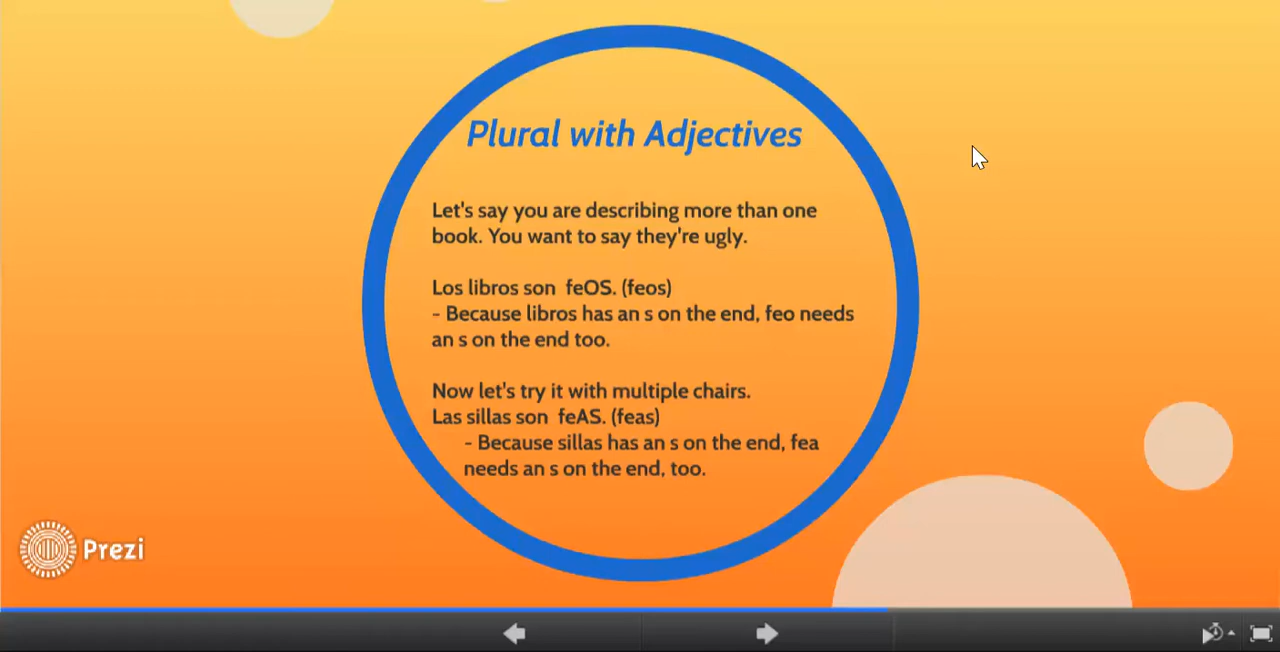 Plural with Adjectives
Let's say you are describing more than one
book. You want to say they're ugly.
Los libros son feOS. (feos)
- Because libros has an s on the end, feo needs
an s on the end too.
Now let's try it with multiple chairs.
Las sillas son feAS. (feas)
- Because sillas has an s on the end, fea
needs an s on the end, too.
Prezi